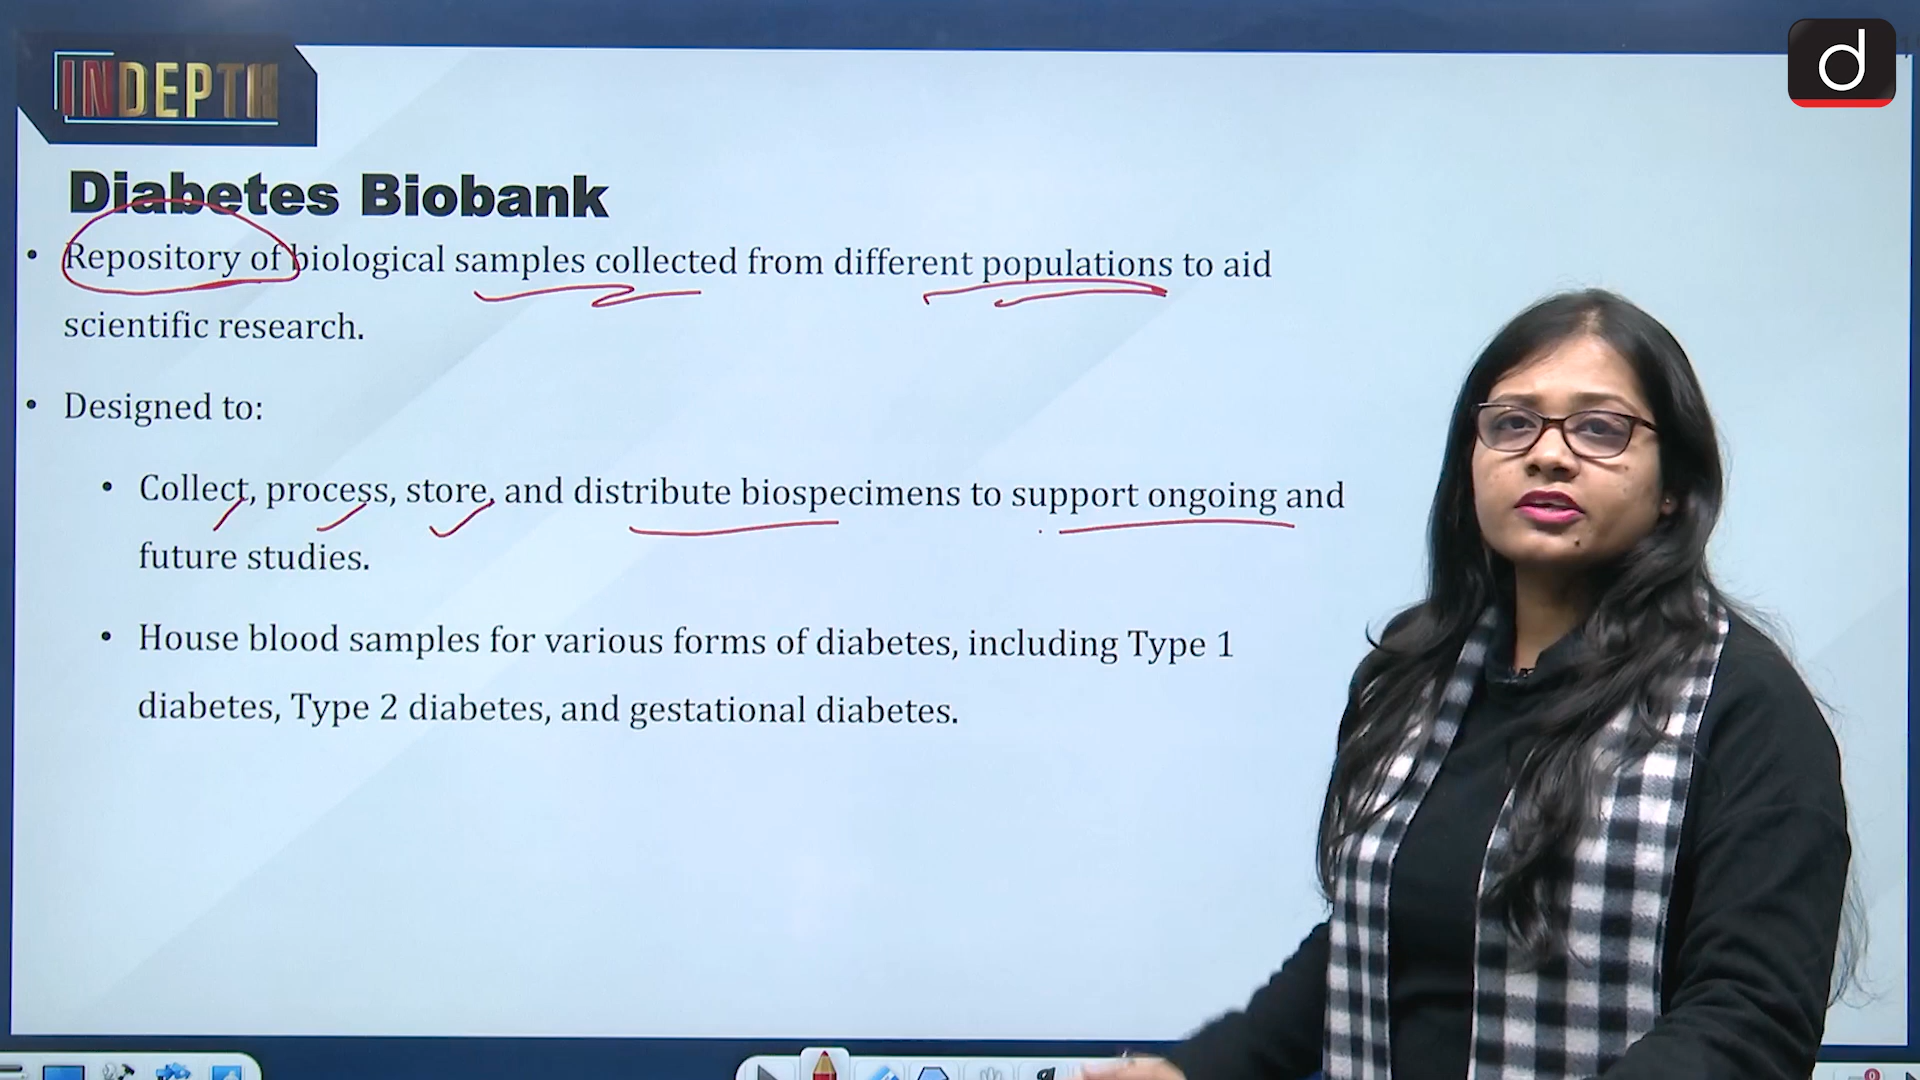 INDEPTH
d
Diabetes Biobank
• Repository of biological samples collected from different populations to aid
scientific research.
• Designed to:
• Collect, process, store, and distribute biospecimens to support ongoing and
future studies.
• House blood samples for various forms of diabetes, including Type 1
diabetes, Type 2 diabetes, and gestational diabetes.